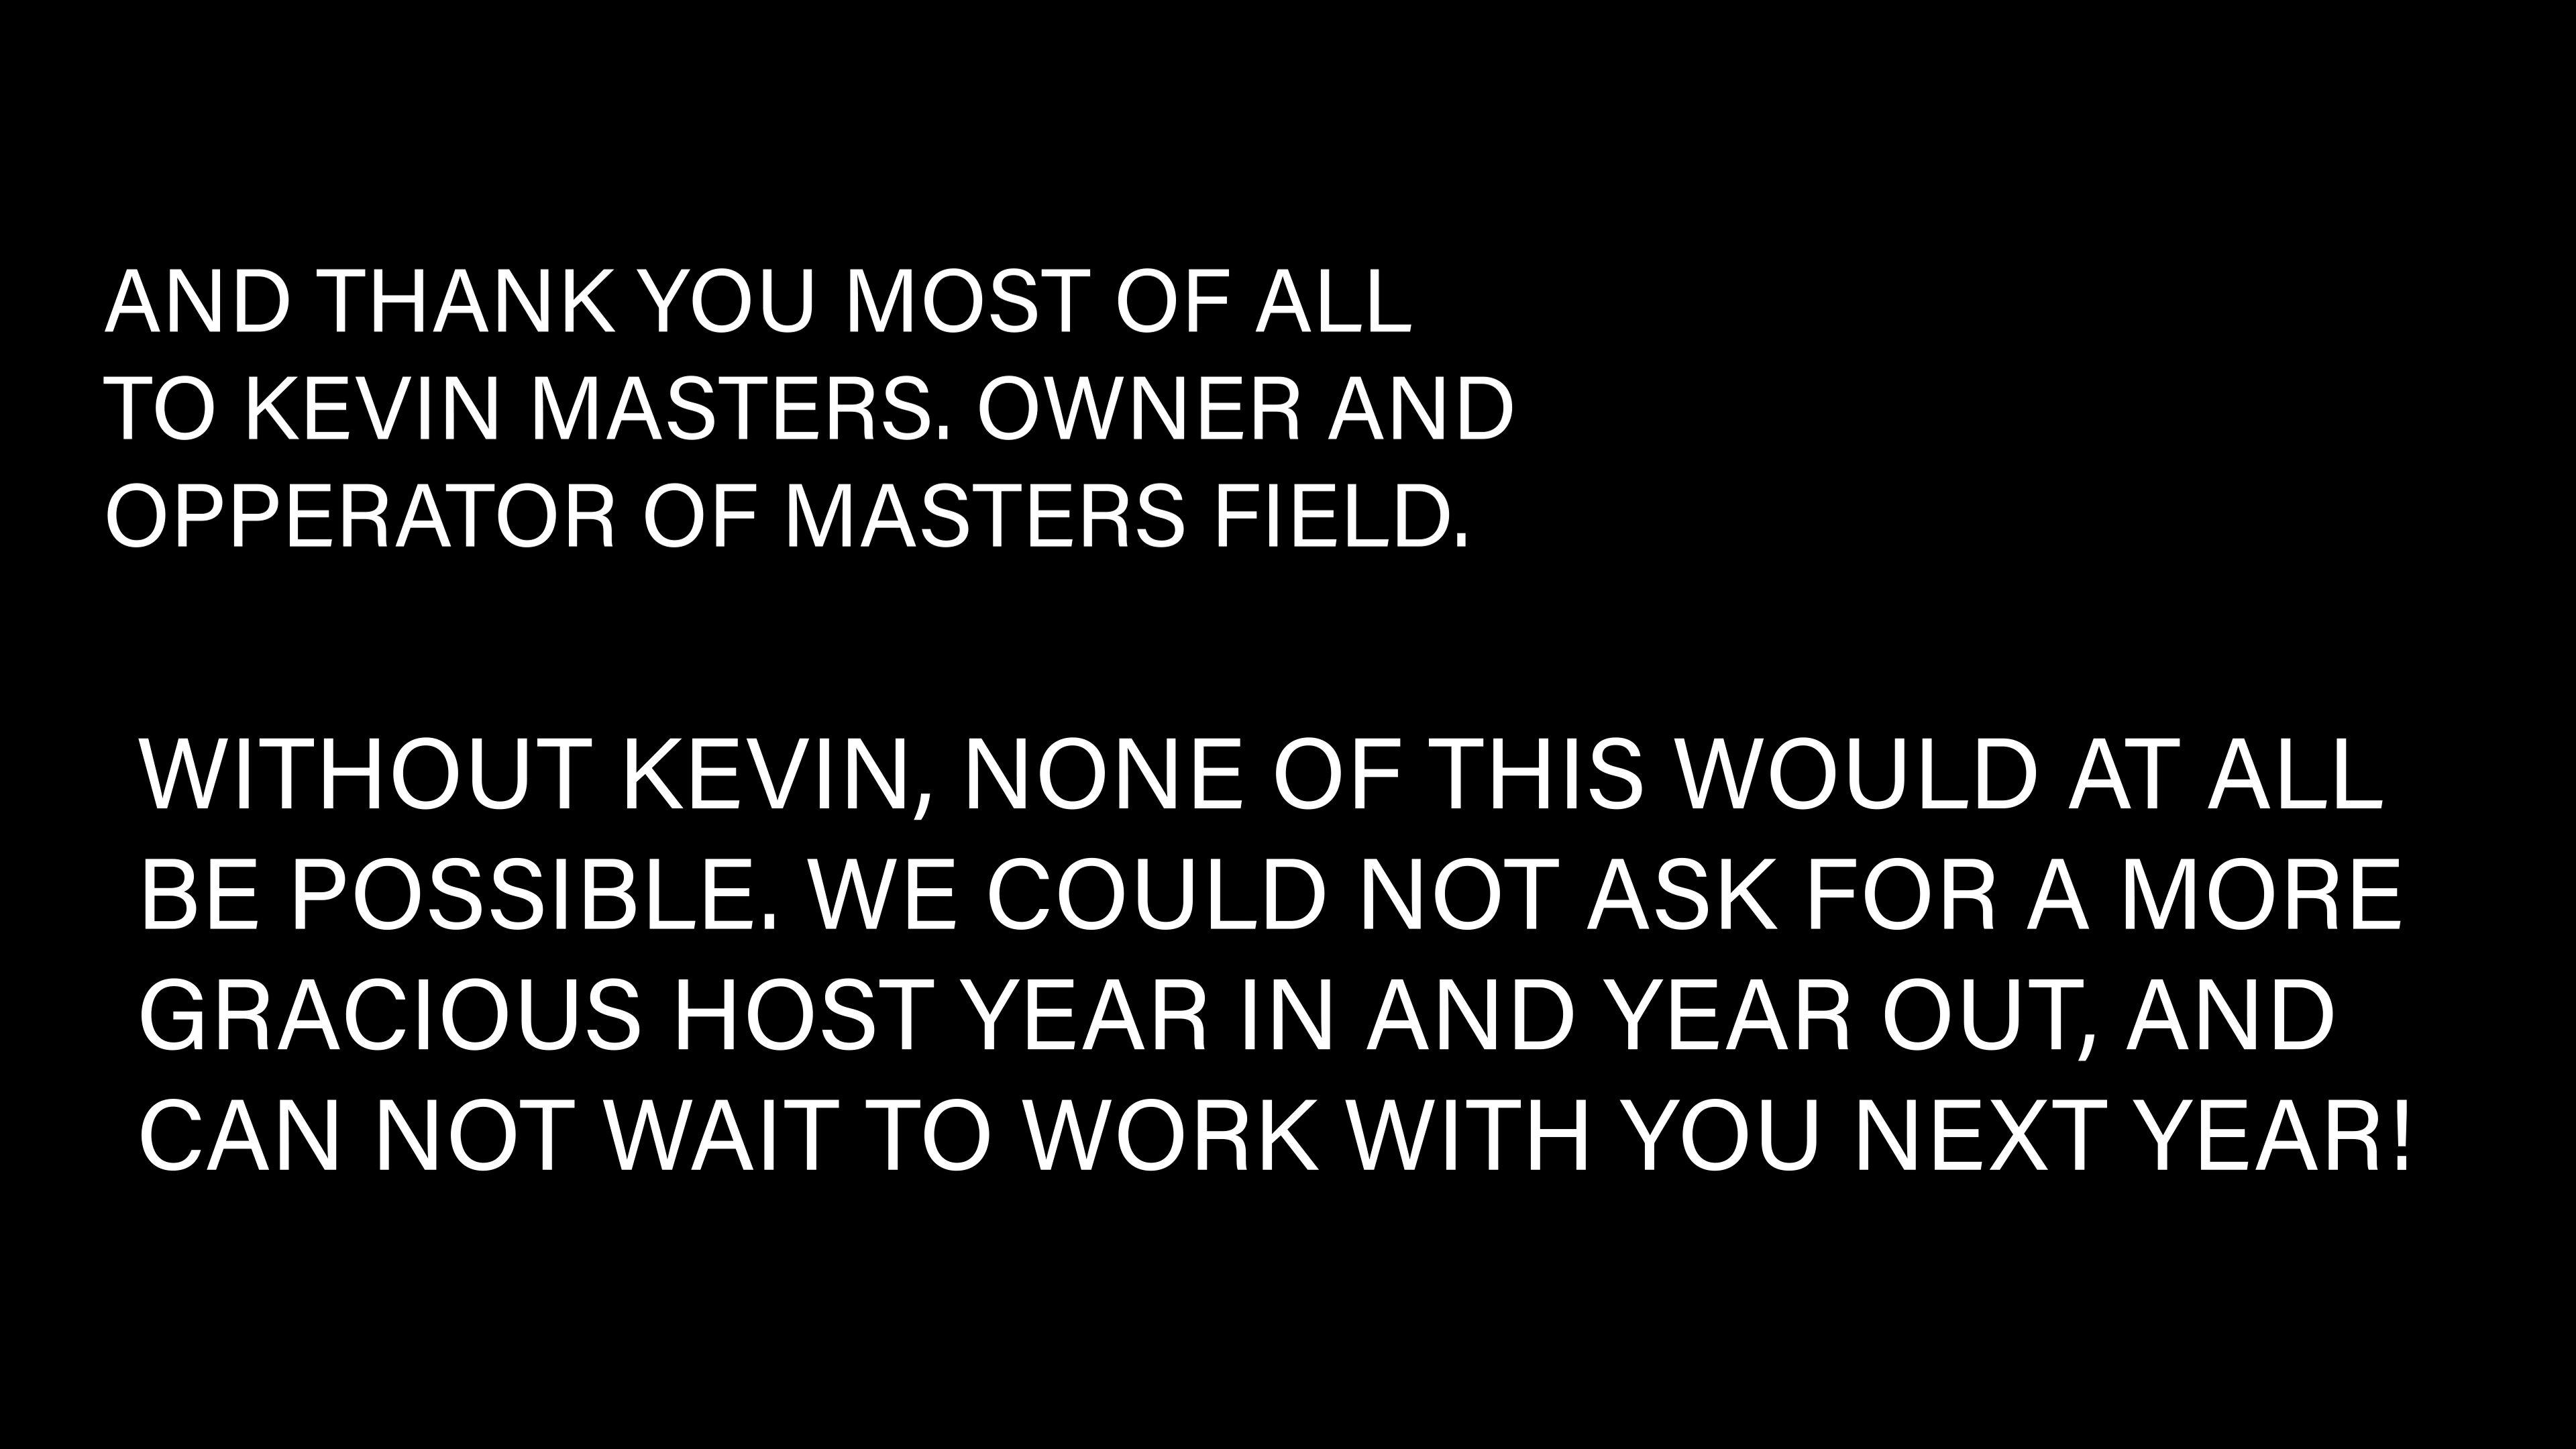 AND THANK YOU MOST OF ALL
TO KEVIN MASTERS. OWNER AND
OPPERATOR OF MASTERS FIELD.
WITHOUT KEVIN, NONE OF THIS WOULD AT ALL
BE POSSIBLE. WE COULD NOT ASK FOR A MORE
GRACIOUS HOST YEAR IN AND YEAR OUT, AND
CAN NOT WAIT TO WORK WITH YOU NEXT YEAR!